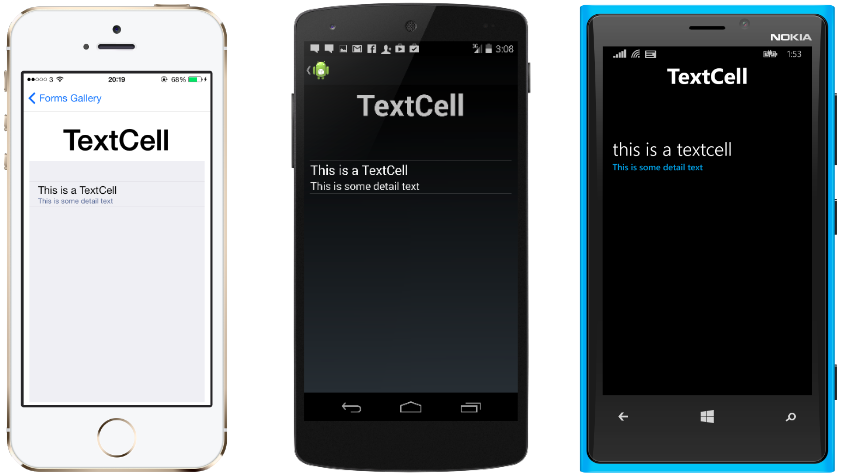 3 20:19 68%
Forms Gallery
TextCell
This is a TextCell
This is some detail text
3G 3:08
TextCell
This is a TextCell
This is some detail text
NOKIA
1:53
TextCell
this is a textcell
This is some detail text